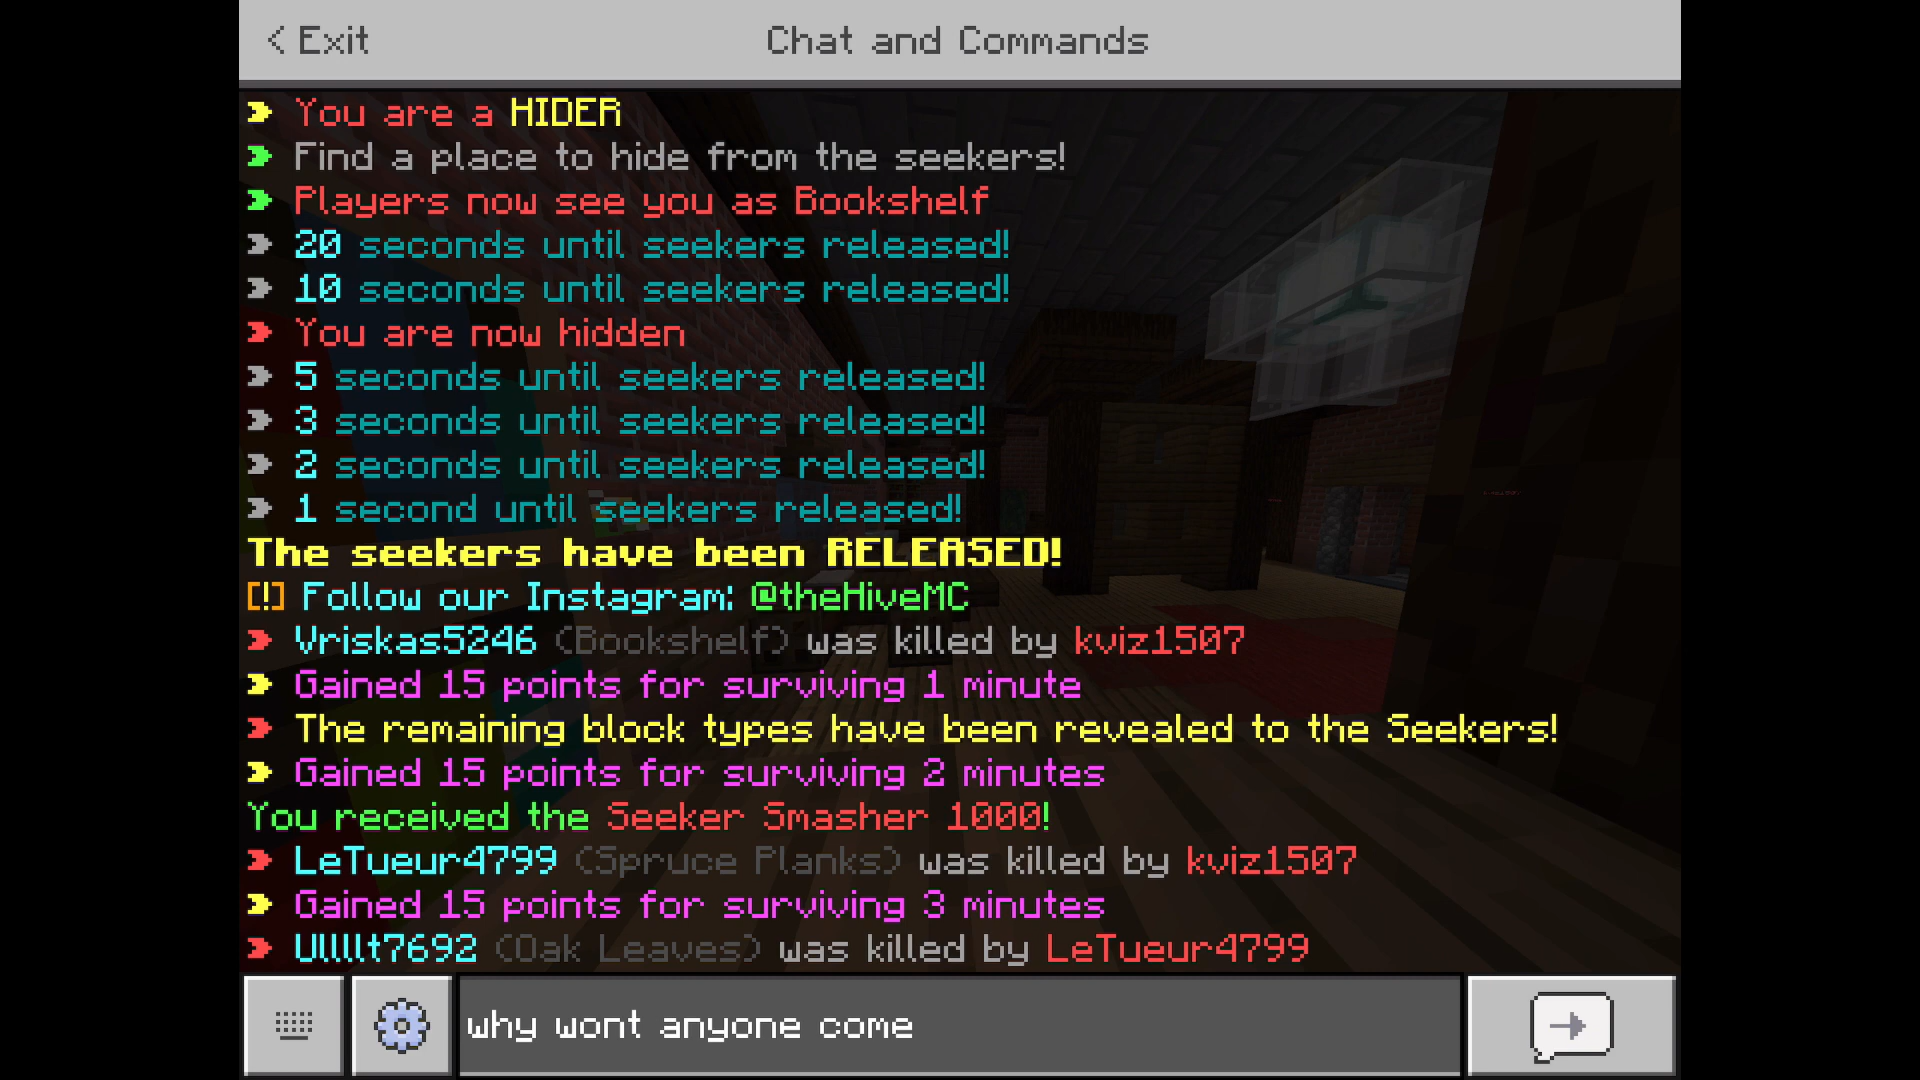 < Exit
Chat and Commands
You are a HIDER
Find a place to hide from the seekers!
Players now see you as Bookshelf
20 seconds until seekers released!
10 seconds until seekers released!
You are now hidden
5 seconds until seekers released!
3 seconds until seekers released!
2 seconds until seekers released!
1 second until seekers released!
The seekers have been RELEASED!
[!] Follow our Instagram: @theHiveMC
Vriskas5246 (Bookshelf) was killed by kviz1507
Gained 15 points for surviving 1 minute
The remaining block types have been revealed to the Seekers!
Gained 15 points for surviving 2 minutes
You received the Seeker Smasher 1000!
LeTueur4799 (Spruce Planks) was killed by kviz1507
Gained 15 points for surviving 3 minutes
Ullllt7692 (Oak Leaves) was killed by LeTueur4799
why wont anyone come